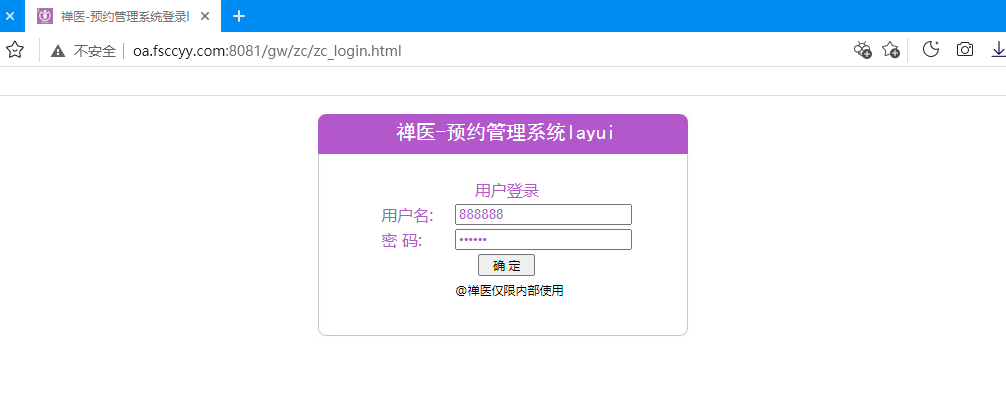 禅医-预约管理系统登录l
不安全 | oa.fsccyy.com:8081/gw/zc/zc_login.html
禅医-预约管理系统layui
用户登录
用户名: 888888
密 码: ••••••
确 定
@禅医仅限内部使用